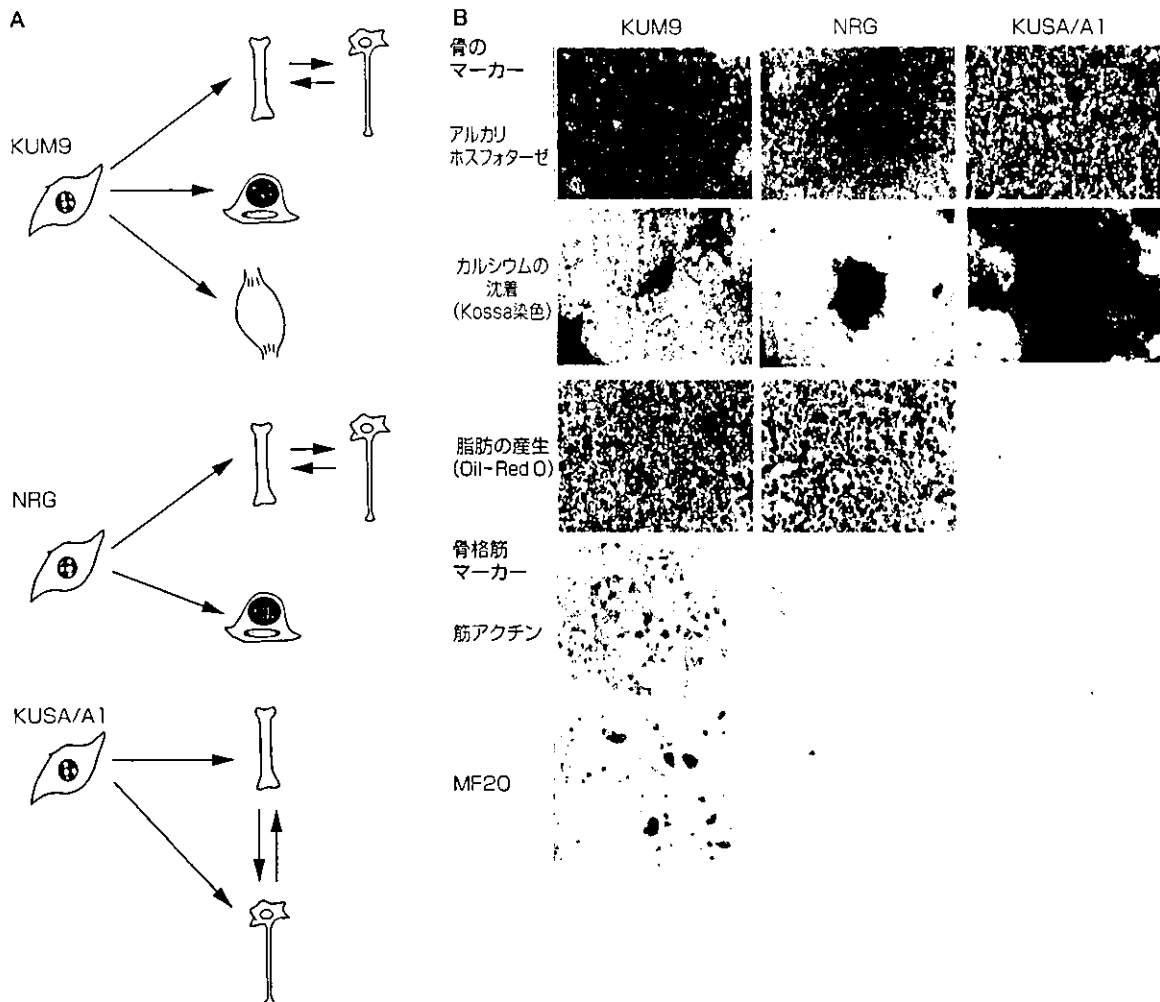 A
KUM9
NRG
KUSA/A1
B
KUM9
NRG
KUSA/A1
骨の
マーカー
アルカリ
ホスフォターゼ
カルシウムの
沈着
(Kossa染色)
脂肪の産生
(Oil-Red O)
骨格筋
マーカー
筋アクチン
MF20